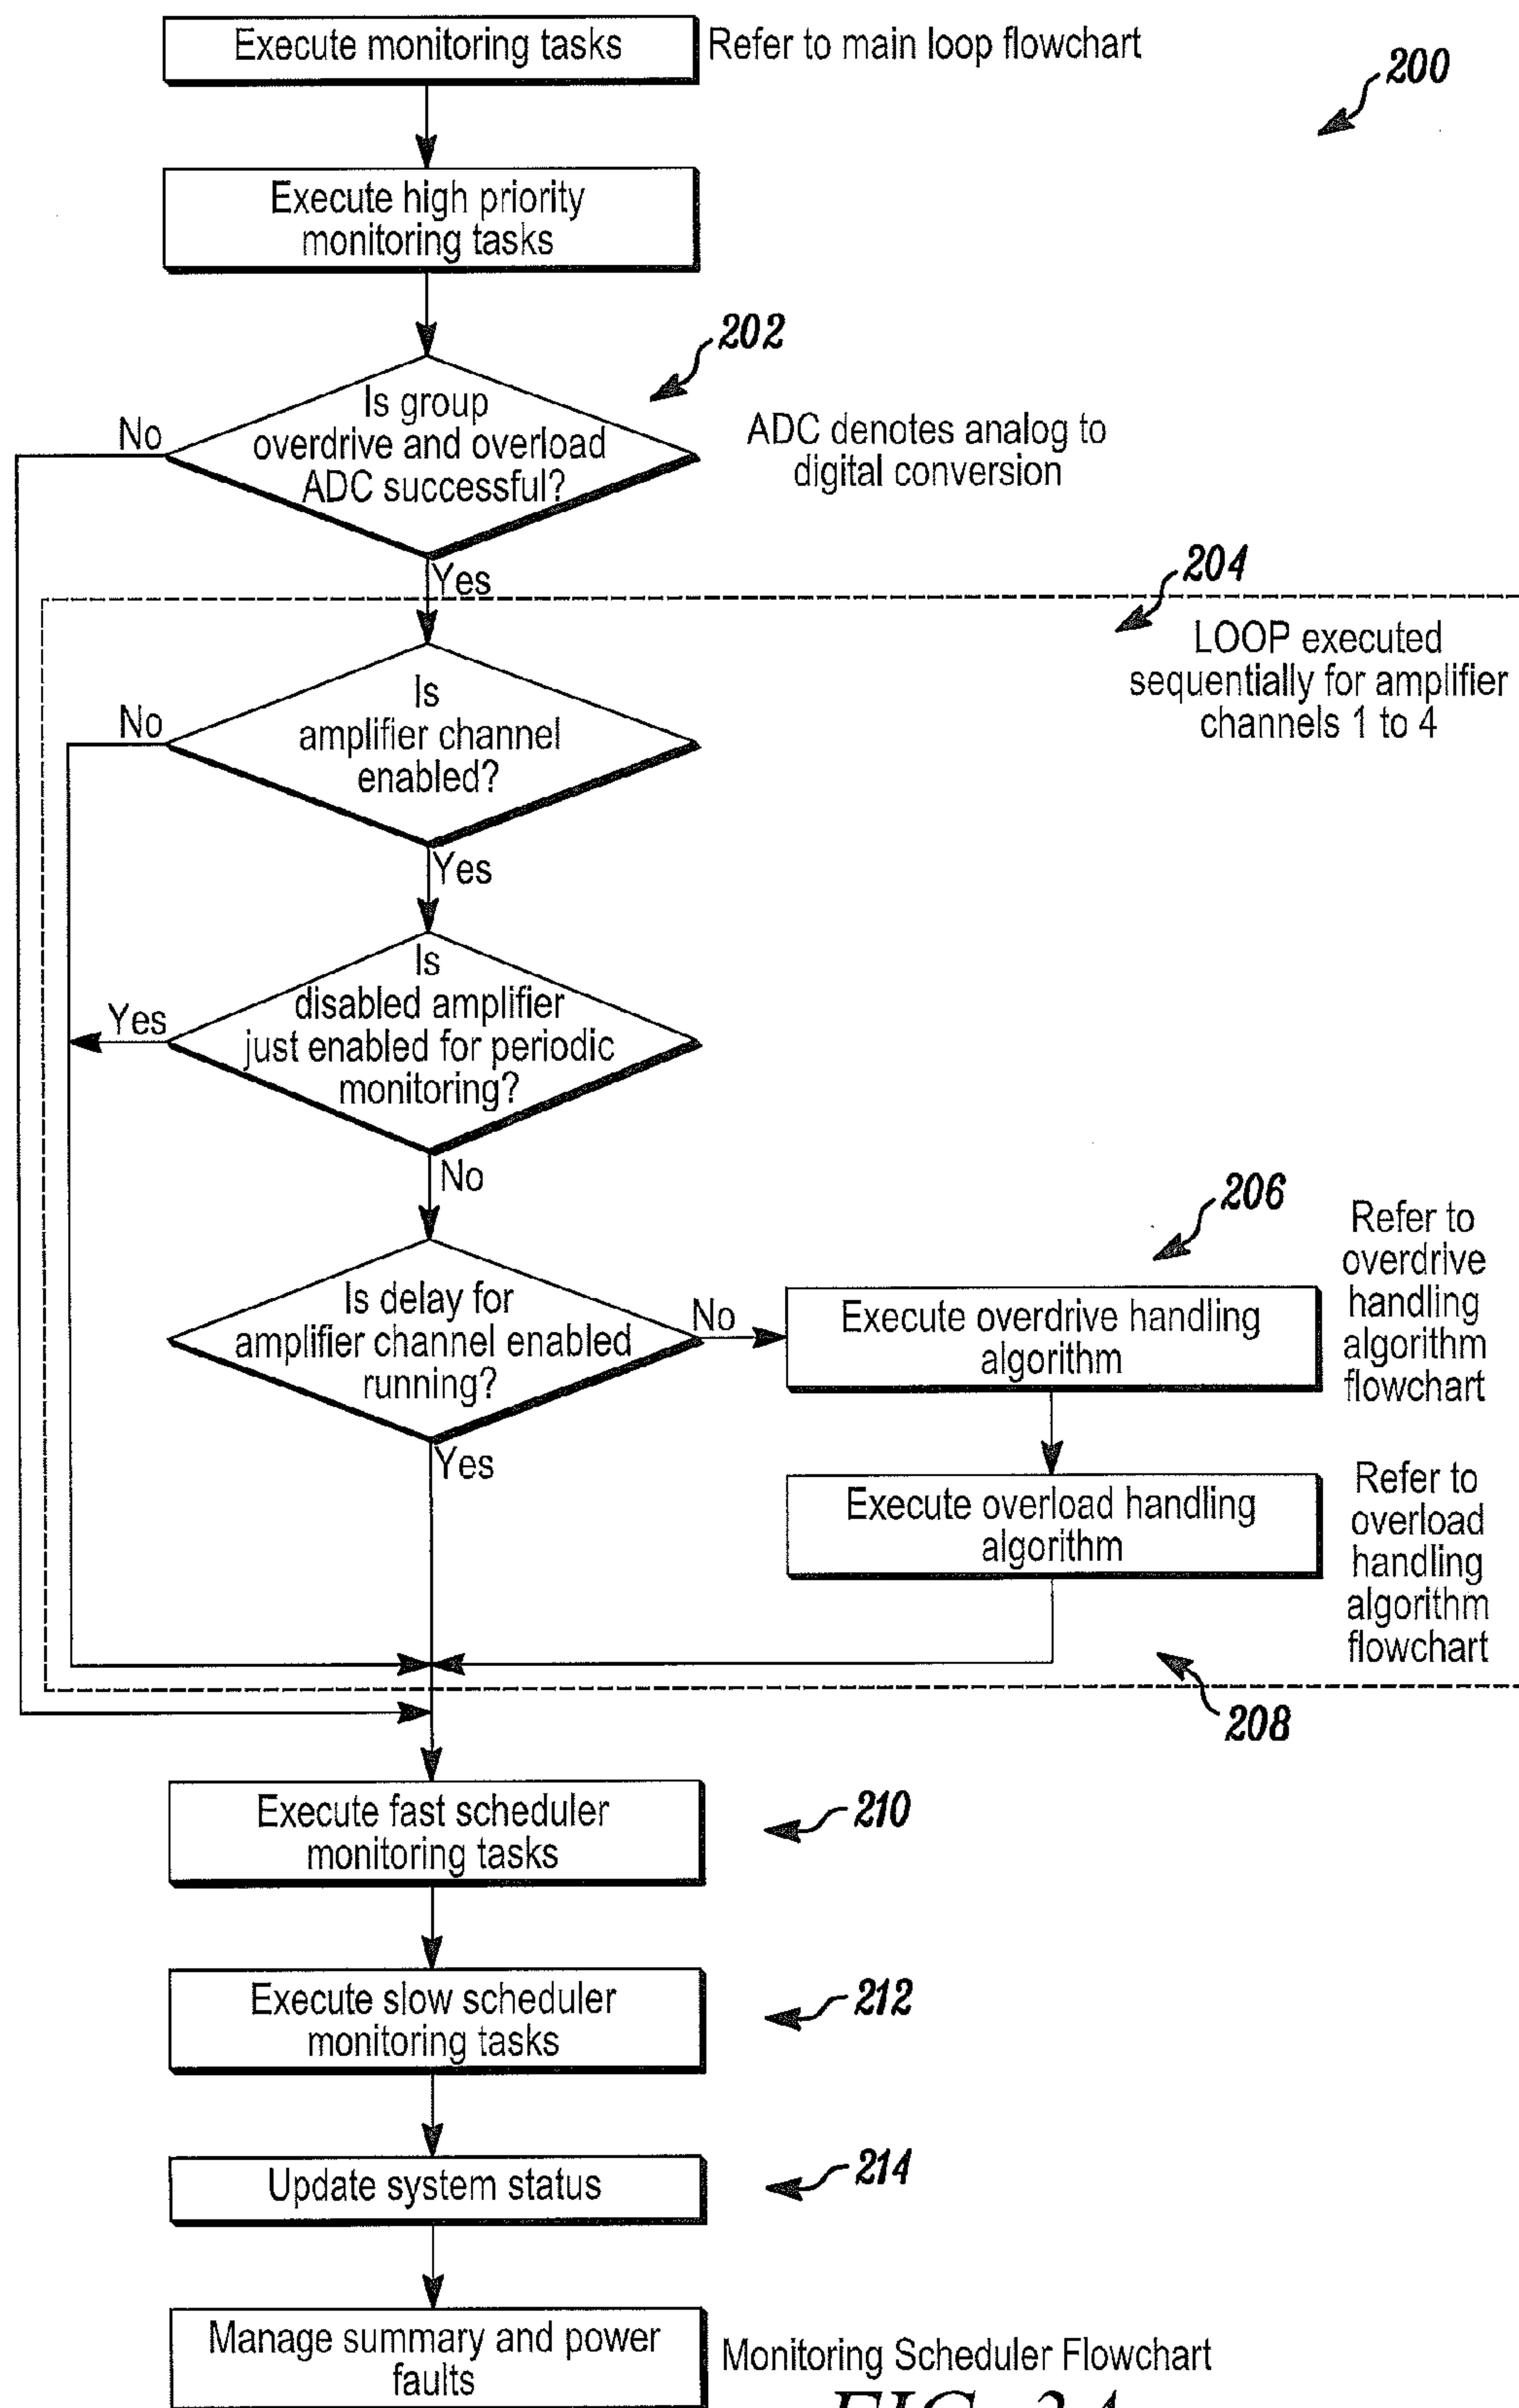 Execute monitoring tasks
Refer to main loop flowchart
200
Execute high priority
monitoring tasks
202
Is group
overdrive and overload
ADC successful?
No
ADC denotes analog to
digital conversion
Yes
204
LOOP executed
sequentially for amplifier
channels 1 to 4
Is
amplifier channel
enabled?
No
Yes
Is
disabled amplifier
just enabled for periodic
monitoring?
Yes
No
206
Is delay for
amplifier channel enabled
running?
No
Execute overdrive handling
algorithm
Refer to
overdrive
handling
algorithm
flowchart
Yes
Execute overload handling
algorithm
Refer to
overload
handling
algorithm
flowchart
208
Execute fast scheduler
monitoring tasks
210
Execute slow scheduler
monitoring tasks
212
Update system status
214
Manage summary and power
faults
Monitoring Scheduler Flowchart